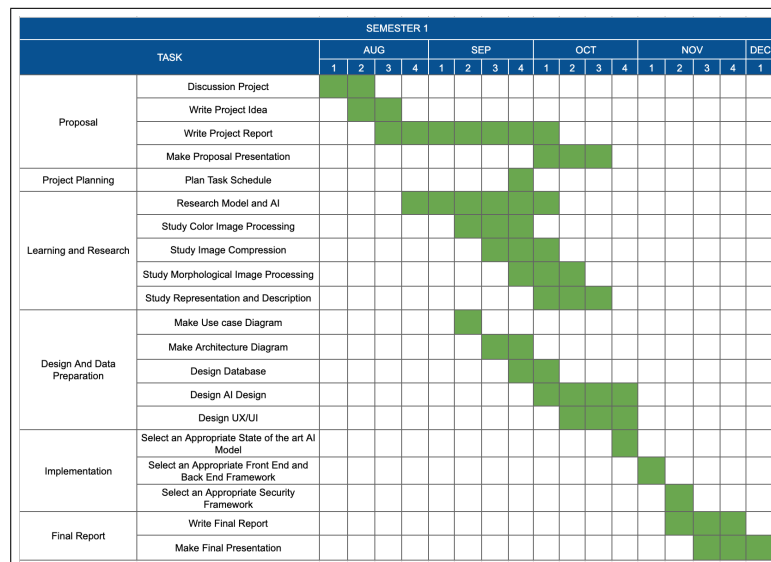 SEMESTER 1
TASK
AUG SEP OCT NOV DEC
1 2 3 4 1 2 3 4 1 2 3 4 1 2 3 4 1
Proposal
Discussion Project
Write Project Idea
Write Project Report
Make Proposal Presentation
Project Planning
Plan Task Schedule
Learning and Research
Research Model and AI
Study Color Image Processing
Study Image Compression
Study Morphological Image Processing
Study Representation and Description
Design And Data
Preparation
Make Use case Diagram
Make Architecture Diagram
Design Database
Design AI Design
Design UX/UI
Implementation
Select an Appropriate State of the art AI
Model
Select an Appropriate Front End and
Back End Framework
Select an Appropriate Security
Framework
Final Report
Write Final Report
Make Final Presentation